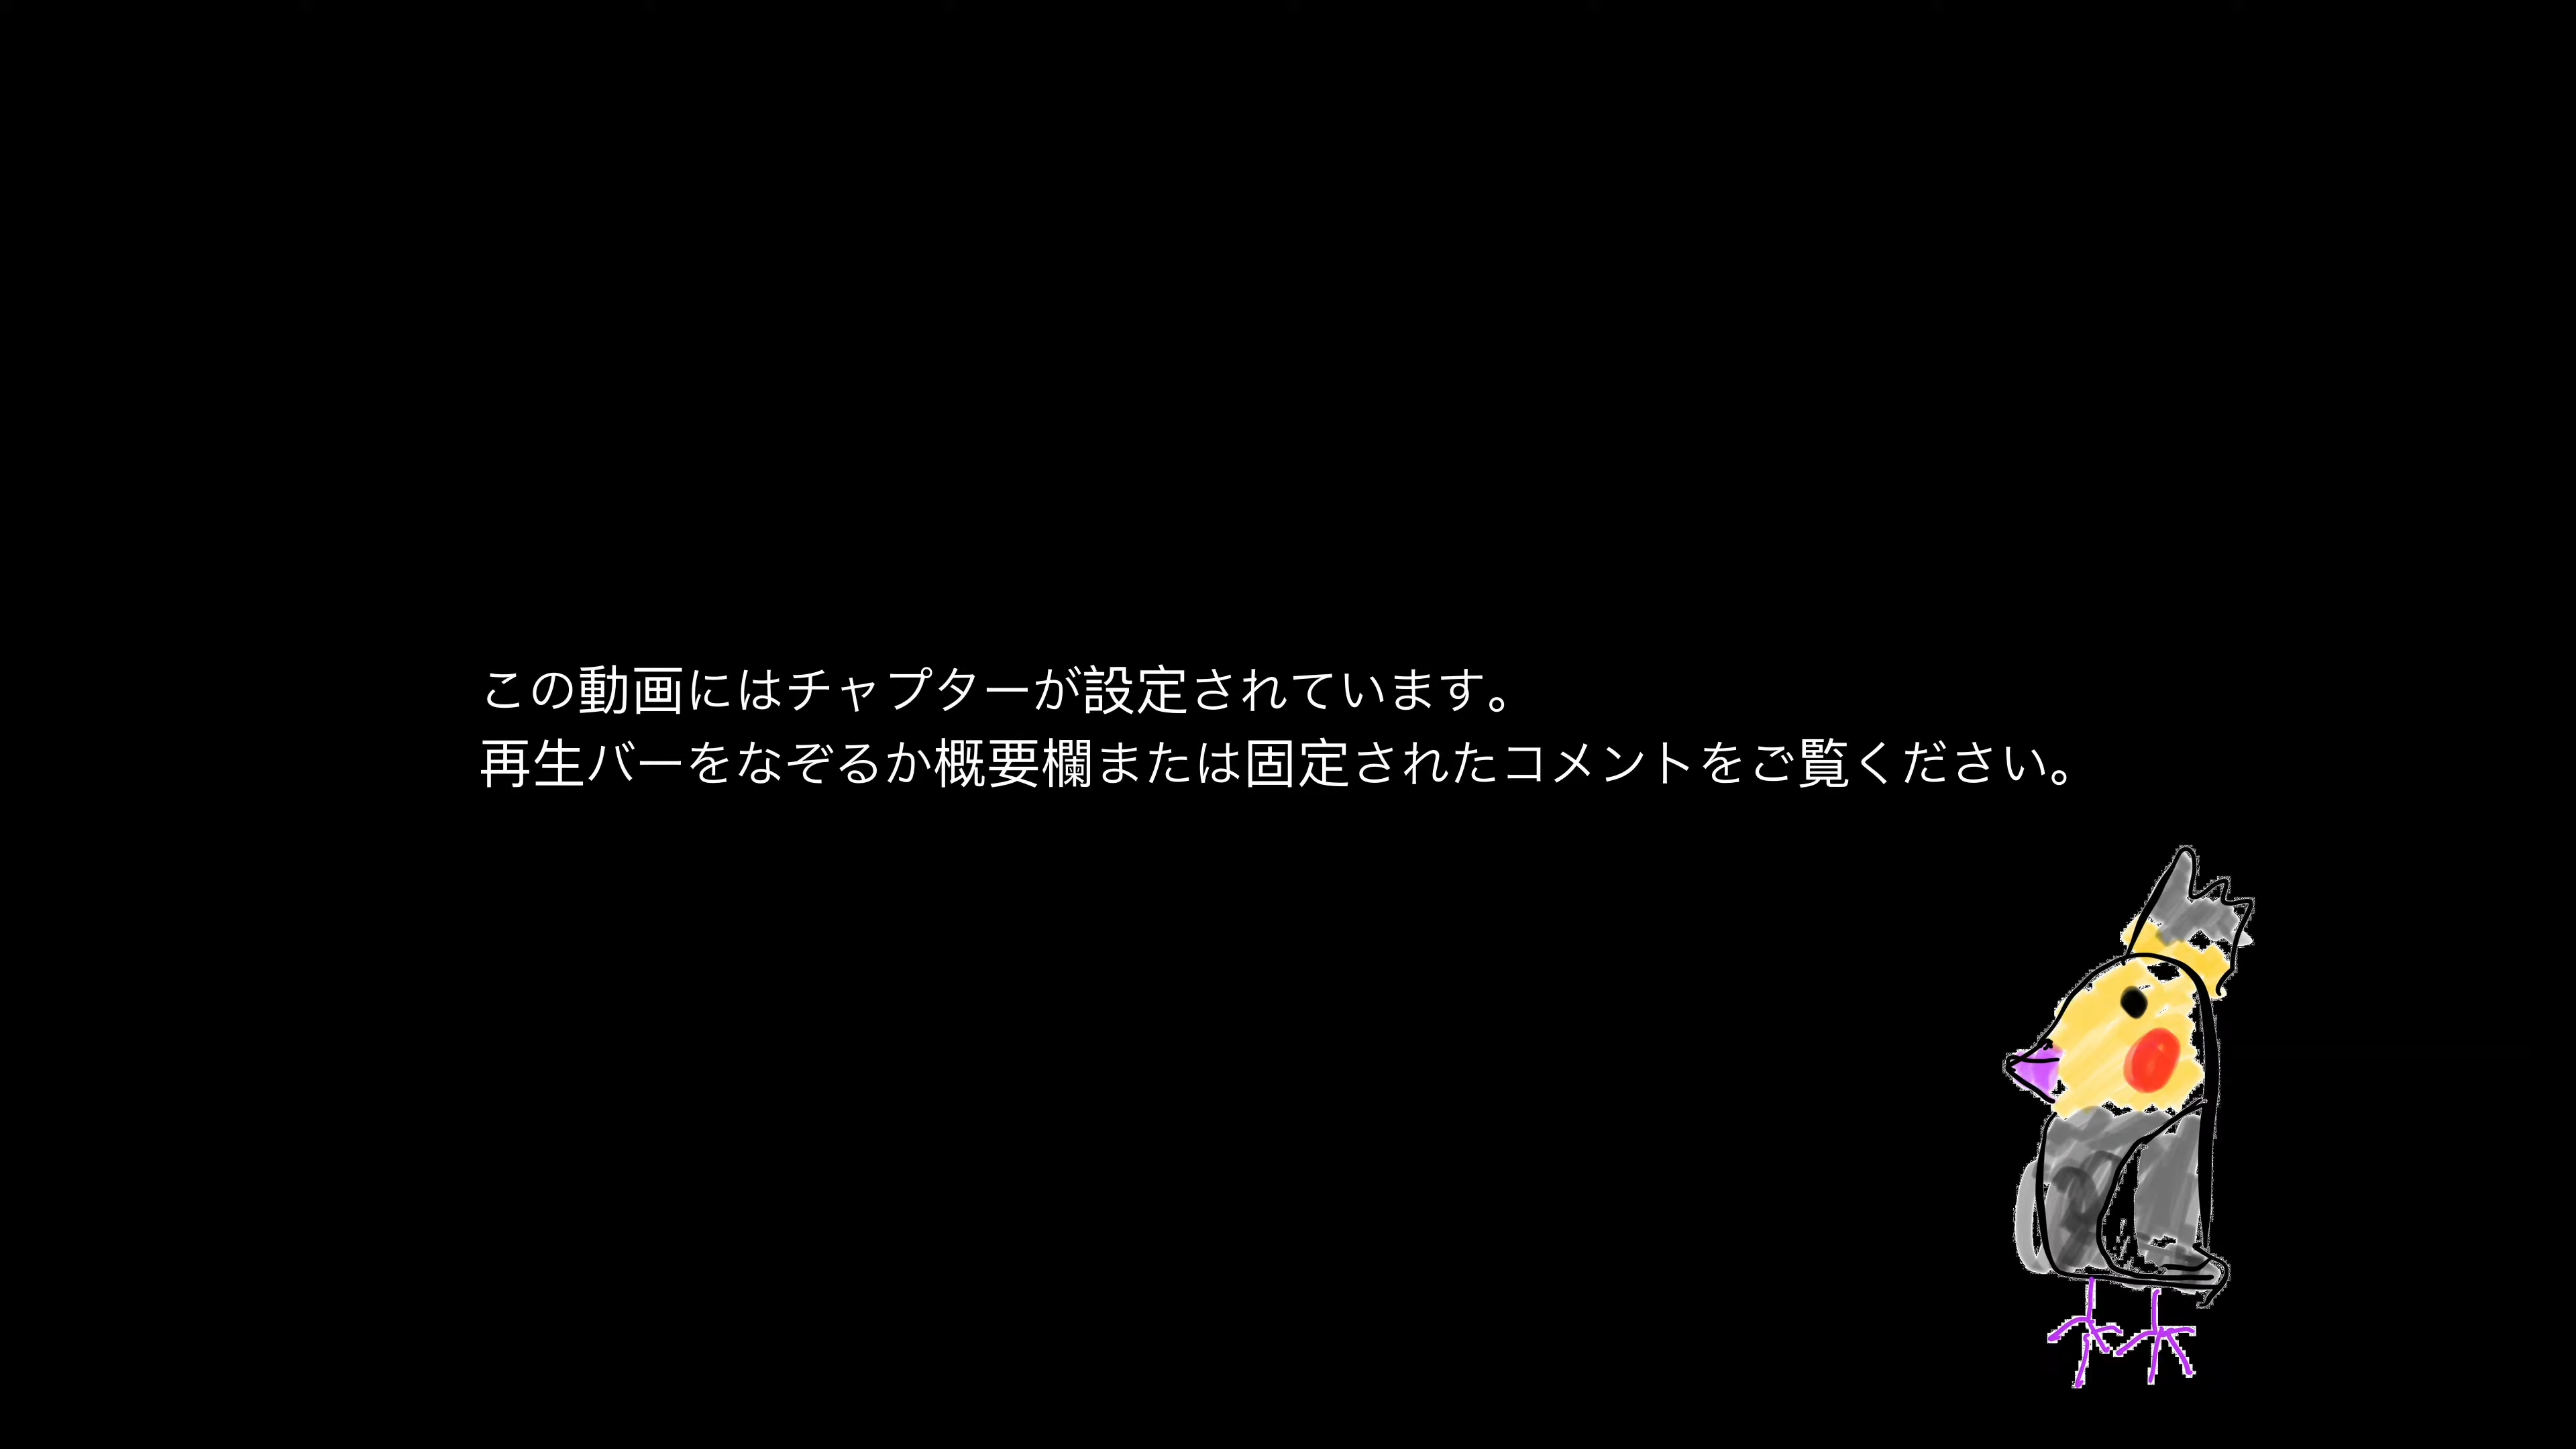 この動画にはチャプターが設定されています。
再生バーをなぞるか概要欄または固定されたコメントをご覧ください。